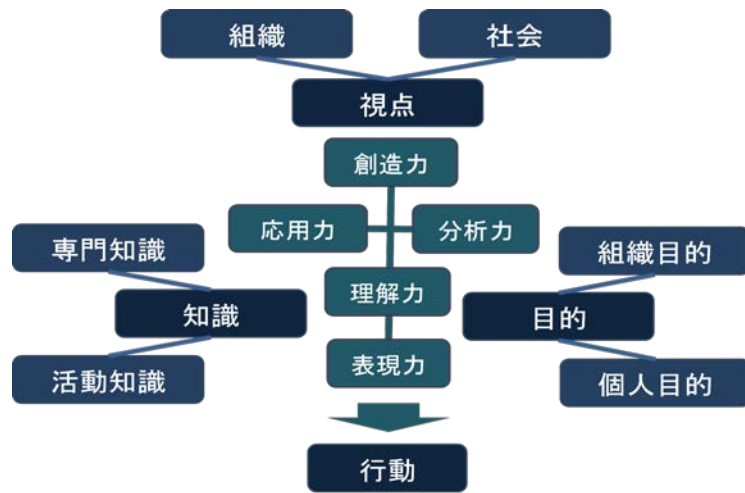 組織
社会
視点
創造力
応用力
分析力
専門知識
組織目的
理解力
知識
目的
表現力
活動知識
個人目的
行動